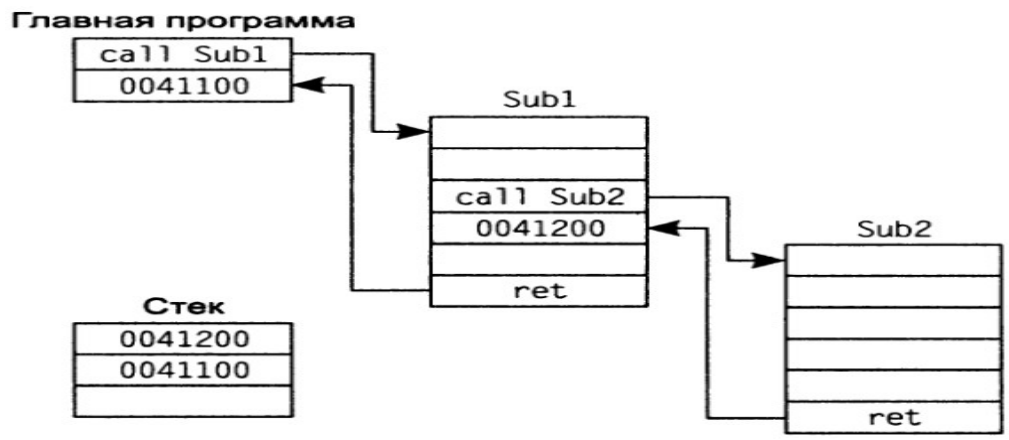 Главная программа
call Sub1
0041100
Sub1
call Sub2
0041200
ret
Sub2
ret
Стек
0041200
0041100